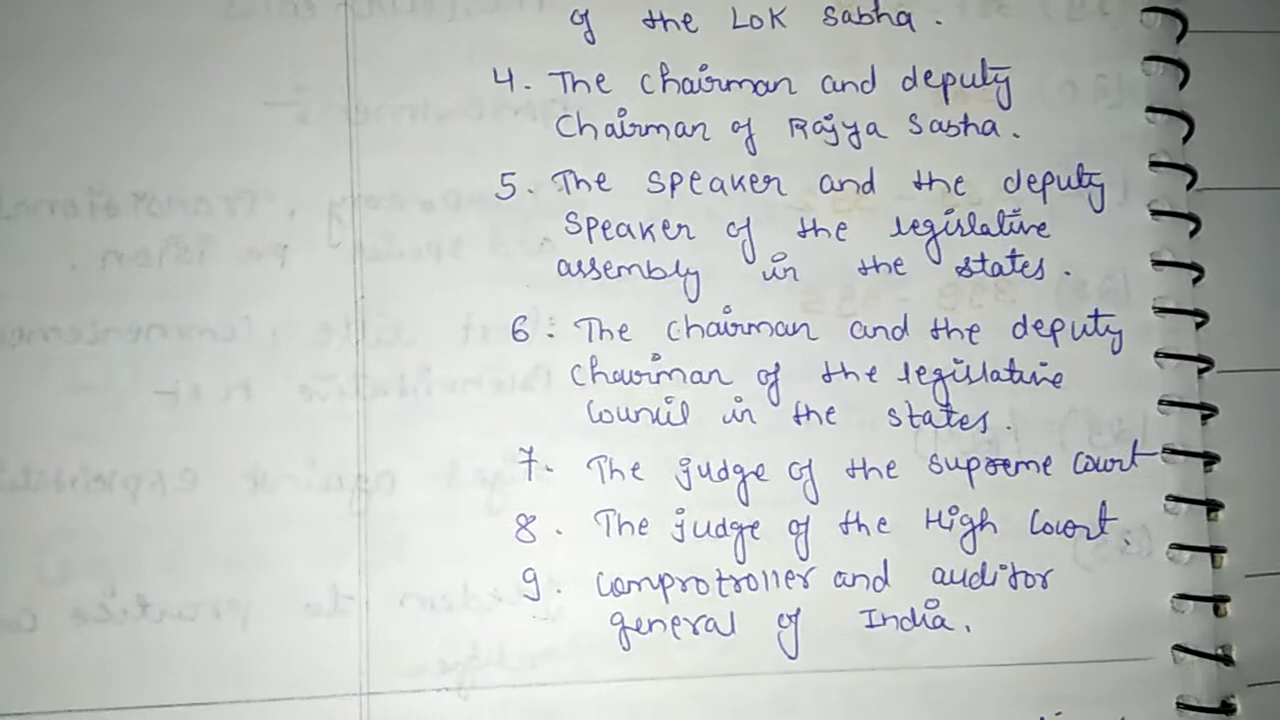 of the Lok Sabha.
4. The chairman and deputy
Chairman of Rajya Sabha.
5. The speaker and the deputy
speaker of the legislative
assembly in the states.
6. The chairman and the deputy
chairman of the legislative
council in the states.
7. The judge of the supreme court
8. The judge of the High court.
9. comprotroller and auditor
general of India.